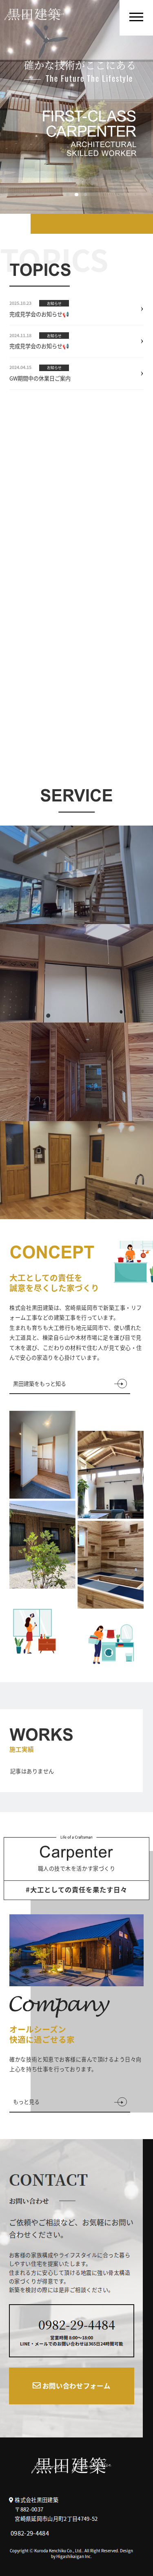 黒田建築
確かな技術がここにある
The Future The Lifestyle
FIRST-CLASS
CARPENTER
ARCHITECTURAL
SKILLED WORKER
TOPICS
TOPICS
2025.10.23 お知らせ
完成見学会のお知らせ📢
2024.11.18 お知らせ
完成見学会のお知らせ📢
2024.04.23 お知らせ
GW期間中の休業日ご案内
SERVICE
CONCEPT
大工としての責任を
誠意を尽くした家づくり
株式会社黒田建築は、宮崎県延岡市で新築工事・リフ
ォーム工事などの建築工事を行っています。
生まれも育ちも大工修行も地元延岡市で、使い慣れた
大工道具と、檜梁自ら山や木材市場に足を運び目で見
て木を選び、こだわりの材料で住む人が見て安心・住
んで安心の家造りを心掛けています。
黒田建築をもっと知る
WORKS
施工実績
記事はありません
Life of a Craftsman
Carpenter
職人の技で木を活かす家づくり
#大工としての責任を果たす日々
Company
オールシーズン
快適に過ごせる家
確かな技術と知恵でお客様に喜んで頂けるよう日々向
上心を持ち仕事を行っております。
もっと見る
CONTACT
お問い合わせ
ご依頼やご相談など、お気軽にお問い
合わせください。
お客様の家族構成やライフスタイルに合った暮ら
しやすい住宅を提案いたします。
住まわる方に安心して頂ける地震に強い骨太構造
の家づくりが得意です。
新築を検討の際には是非ご相談ください。
0982-29-4484
営業時間 8:00〜18:00
LINE・メールでのお問い合わせは365日24時間可能
お問い合わせフォーム
黒田建築
株式会社黒田建築
〒882-0037
宮崎県延岡市山月町2丁目4749-52
0982-29-4484
Copyright © Kuroda Kenchiku Co., Ltd. All Right Reserved. Design
by Higashikaigan Inc.